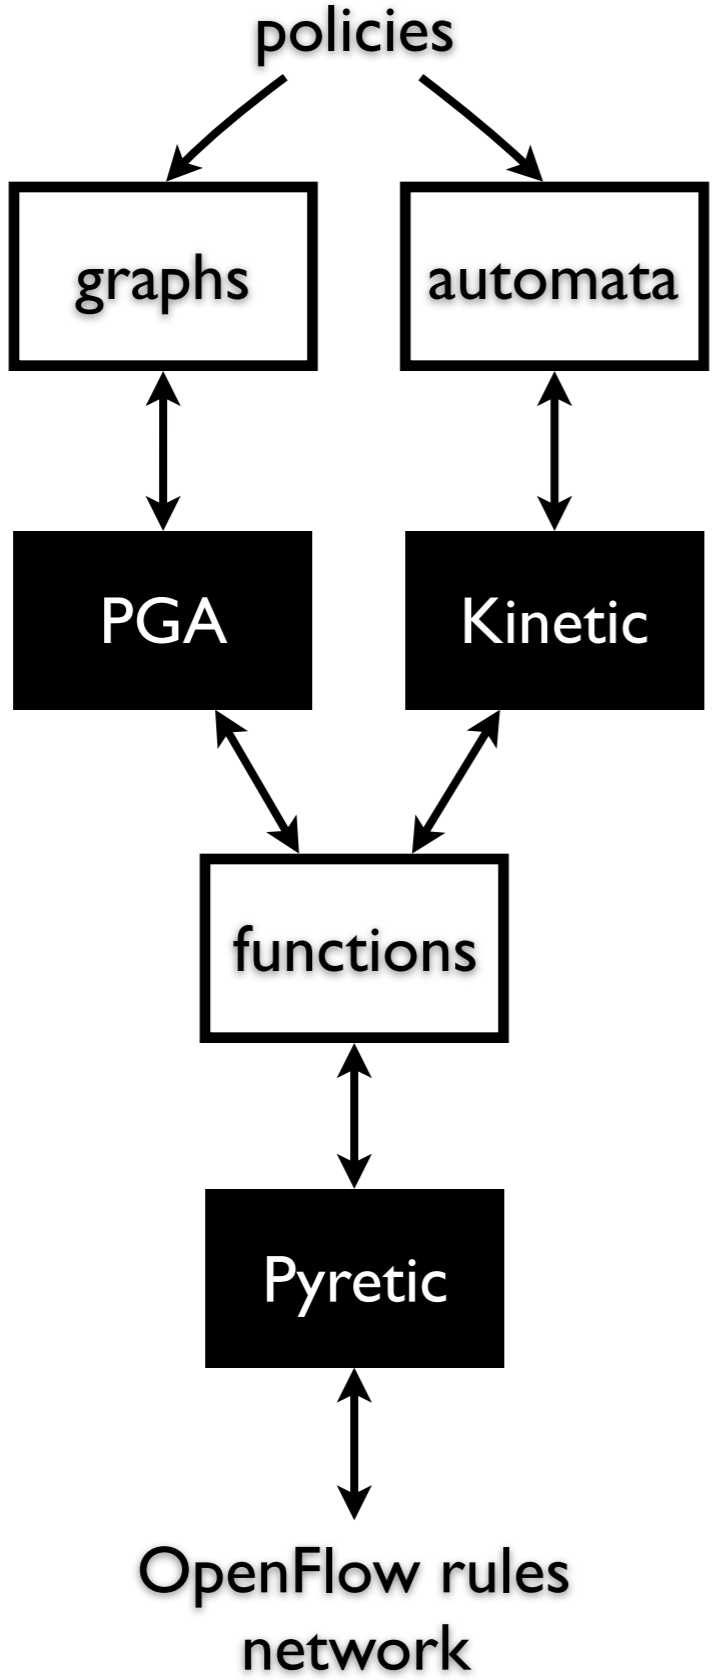 policies
graphs
automata
PGA
Kinetic
functions
Pyretic
OpenFlow rules
network